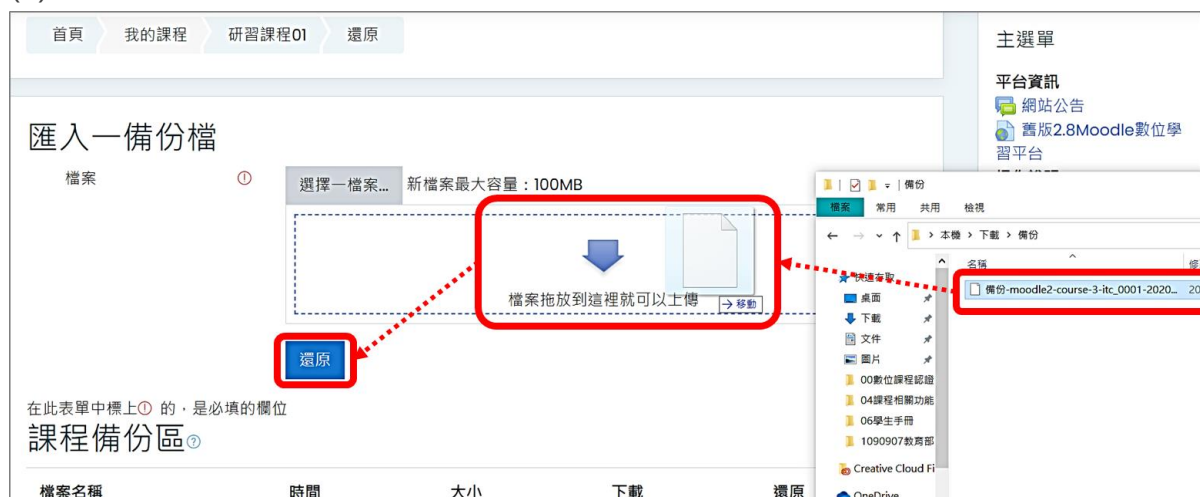 首頁 我的課程 研習課程01 還原
匯入一備份檔
檔案
選擇一檔案... 新檔案最大容量：100MB
檔案拖放到這裡就可以上傳
→移動
還原
在此表單中標上 的，是必填的欄位
課程備份區
檔案名稱 時間 大小 下載 還原
主選單
平台資訊
網站公告
舊版2.8Moodle數位學
習平台
備份
檔案 常用 共用 檢視
本機 > 下載 > 備份
名稱
快速存取
備份-moodle2-course-3-itc_0001-2020... 20
桌面
下載
文件
圖片
00數位課程認證
04課程相關功能
06學生手冊
1090907教育部
Creative Cloud Fi
OneDrive